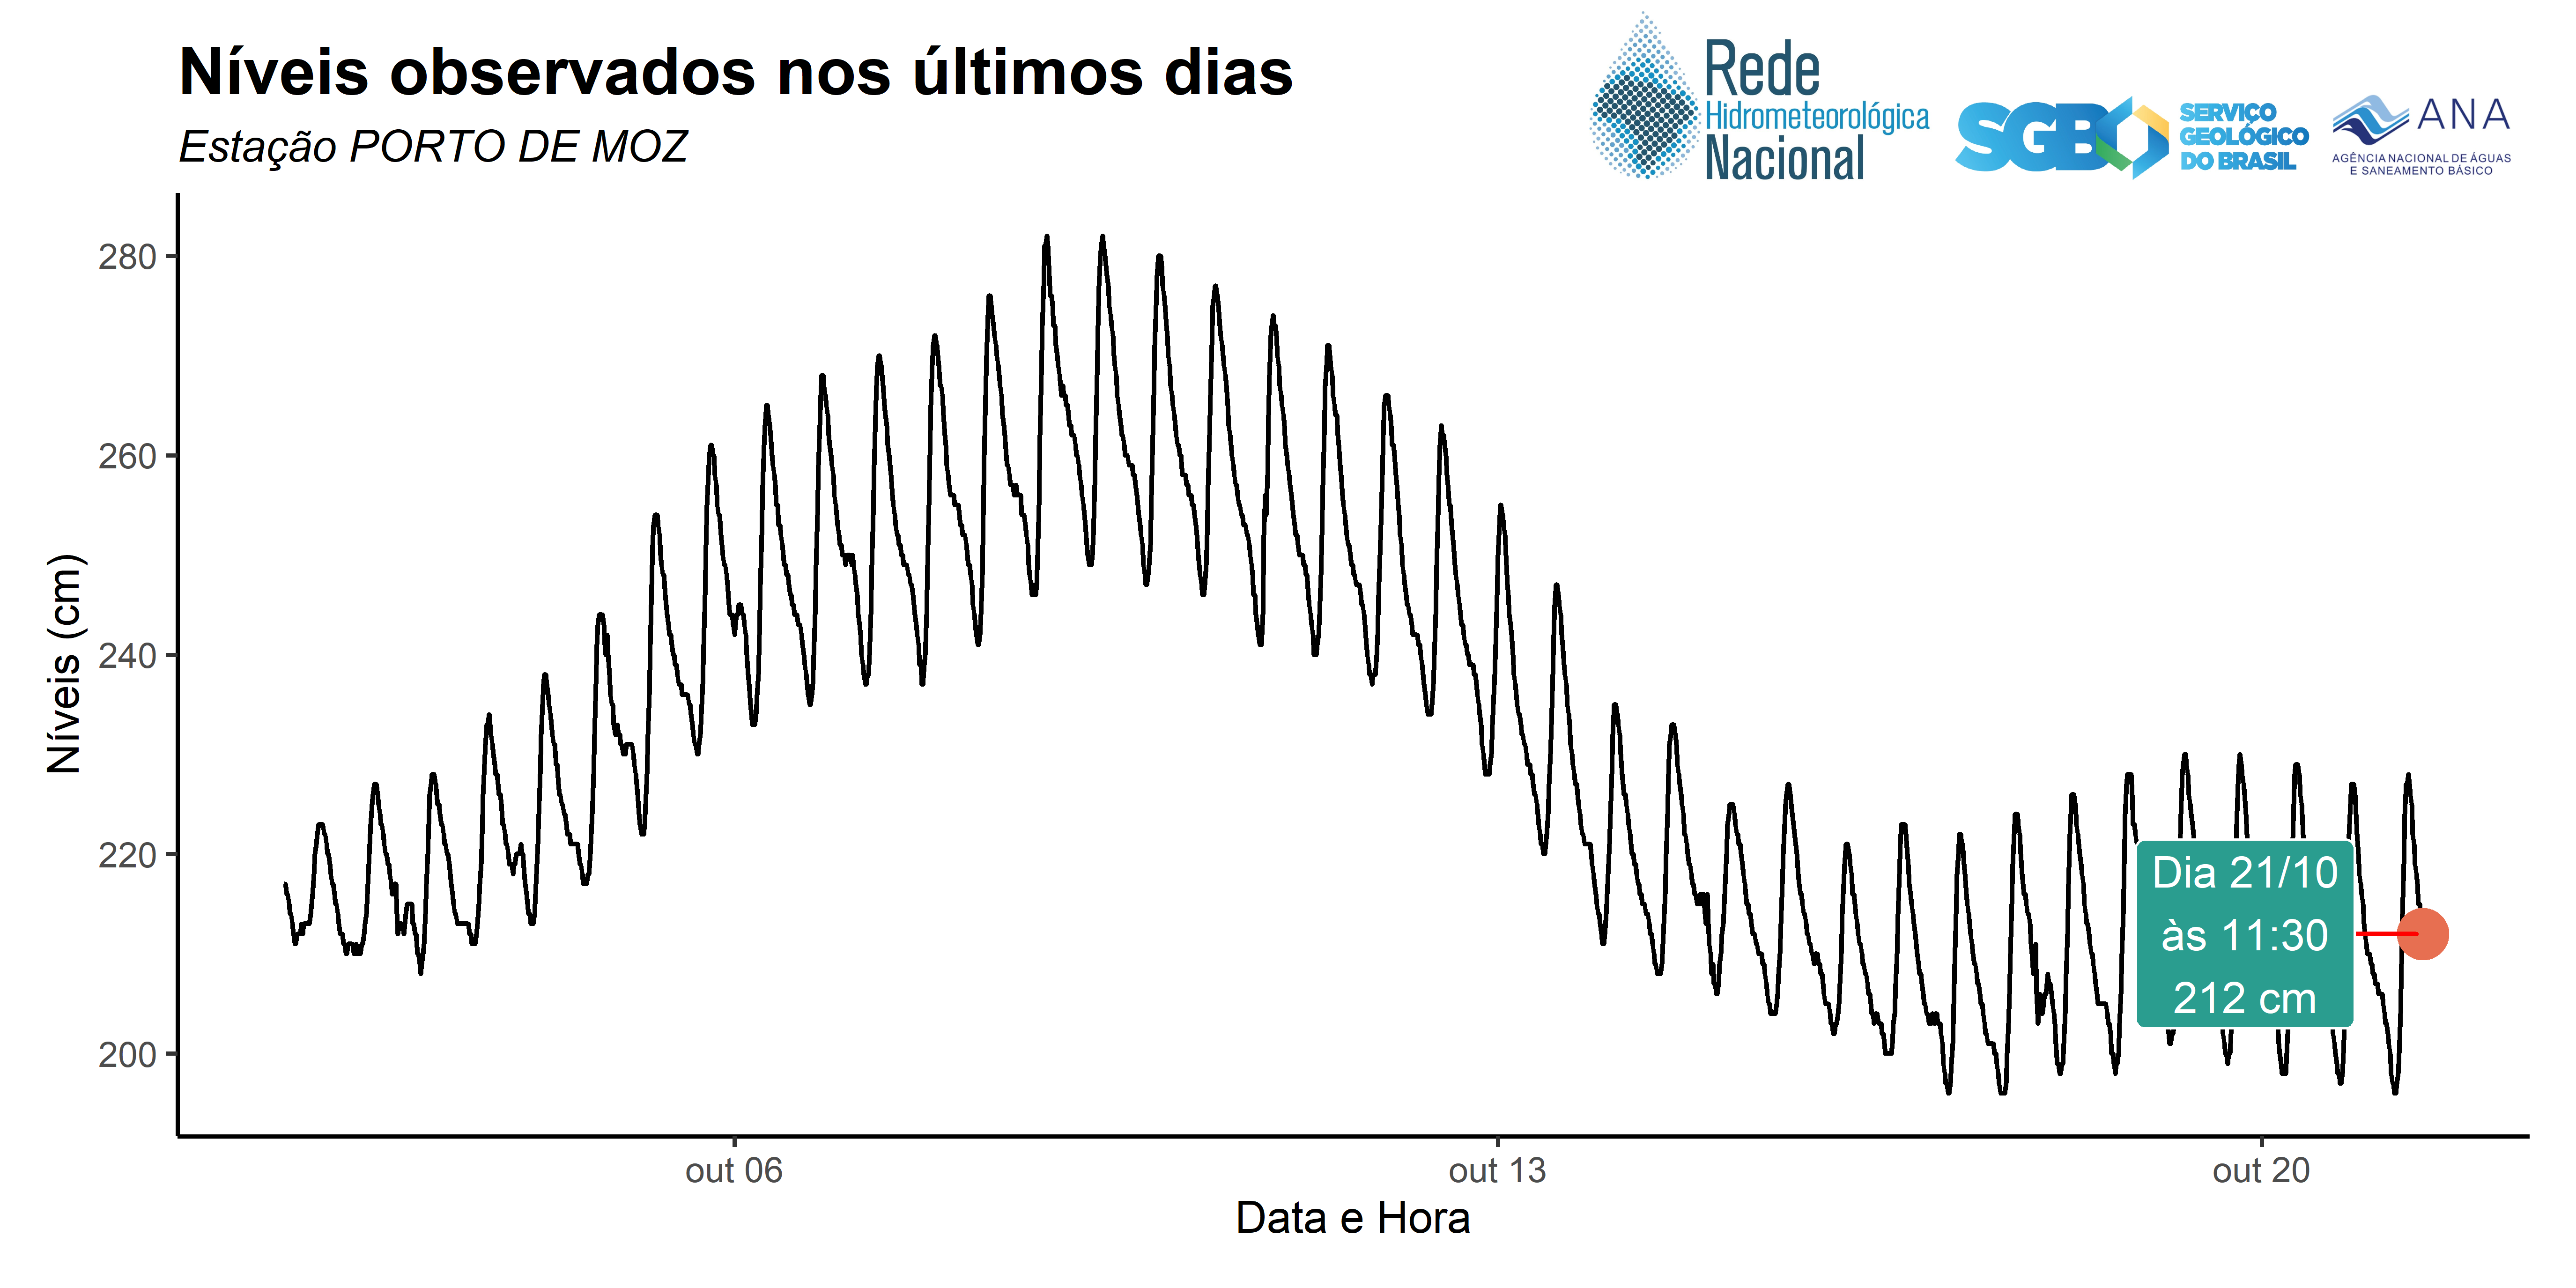 Níveis observados nos últimos dias
Estação PORTO DE MOZ
Rede
Hidrometeorológica
Nacional
SGB
SERVIÇO
GEOLÓGICO
DO BRASIL
ANA
AGÊNCIA NACIONAL DE ÁGUAS
E SANEAMENTO BÁSICO
Níveis (cm)
280
260
240
220
200
Dia 21/10
às 11:30
212 cm
out 06
out 13
out 20
Data e Hora